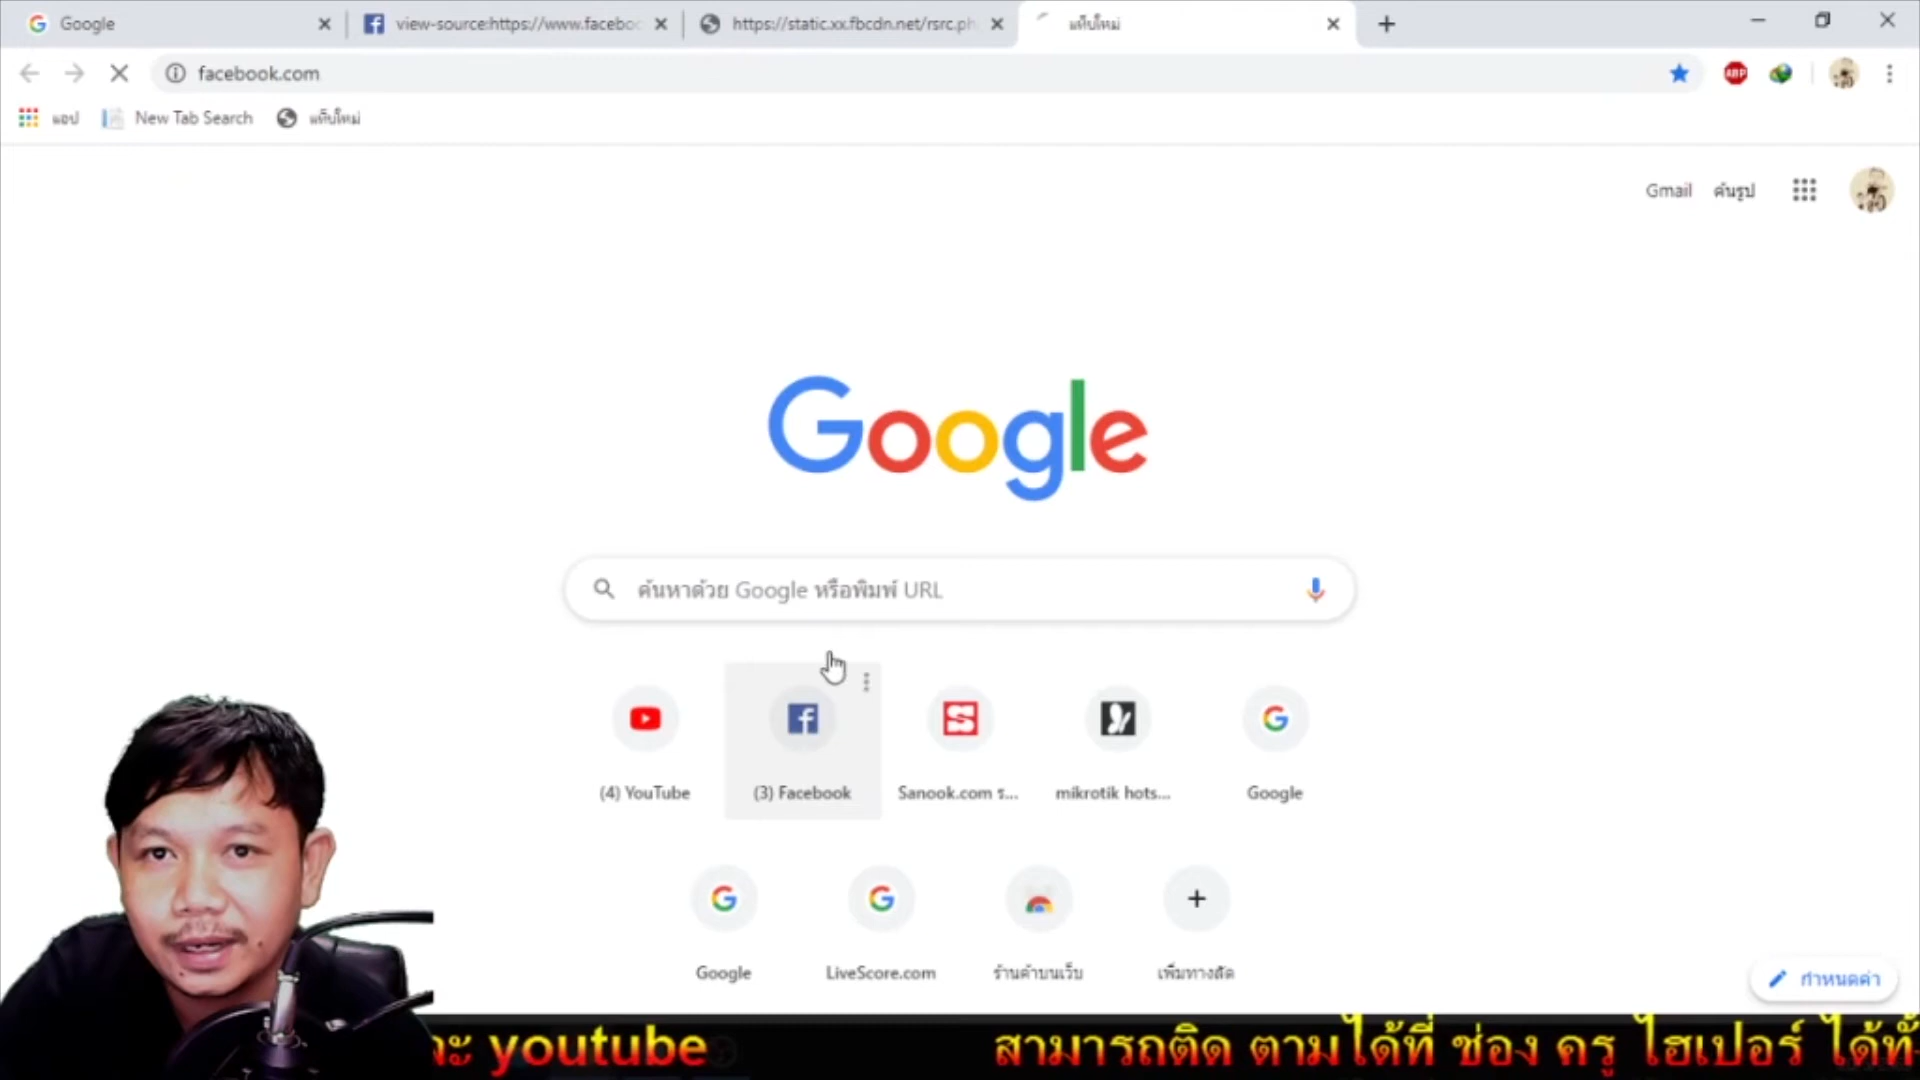 Google
view-source:https://www.faceboo
https://static.xx.fbcdn.net/rsrc.ph
แท็บใหม่
facebook.com
ABP
แอป
New Tab Search
แท็บใหม่
Gmail
ค้นรูป
Google
ค้นหาด้วย Google หรือพิมพ์ URL
(4) YouTube
(3) Facebook
Sanook.com ร...
mikrotik hots...
Google
Google
LiveScore.com
ร้านค้าบนเว็บ
เพิ่มทางลัด
กำหนดค่า
ละ youtube
สามารถติด ตามได้ที่ ช่อง ครู ไฮเปอร์ ได้ทั้